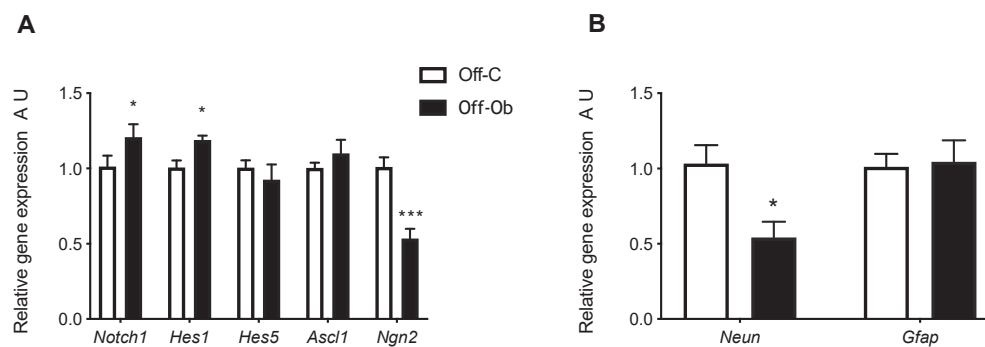 A
Off-C
Off-Ob
Relative gene expression A U
1.5
1.0
0.5
0.0
*
*
***
Notch1 Hes1 Hes5 Ascl1 Ngn2
B
Relative gene expression A U
1.5
1.0
0.5
0.0
*
Neun Gfap